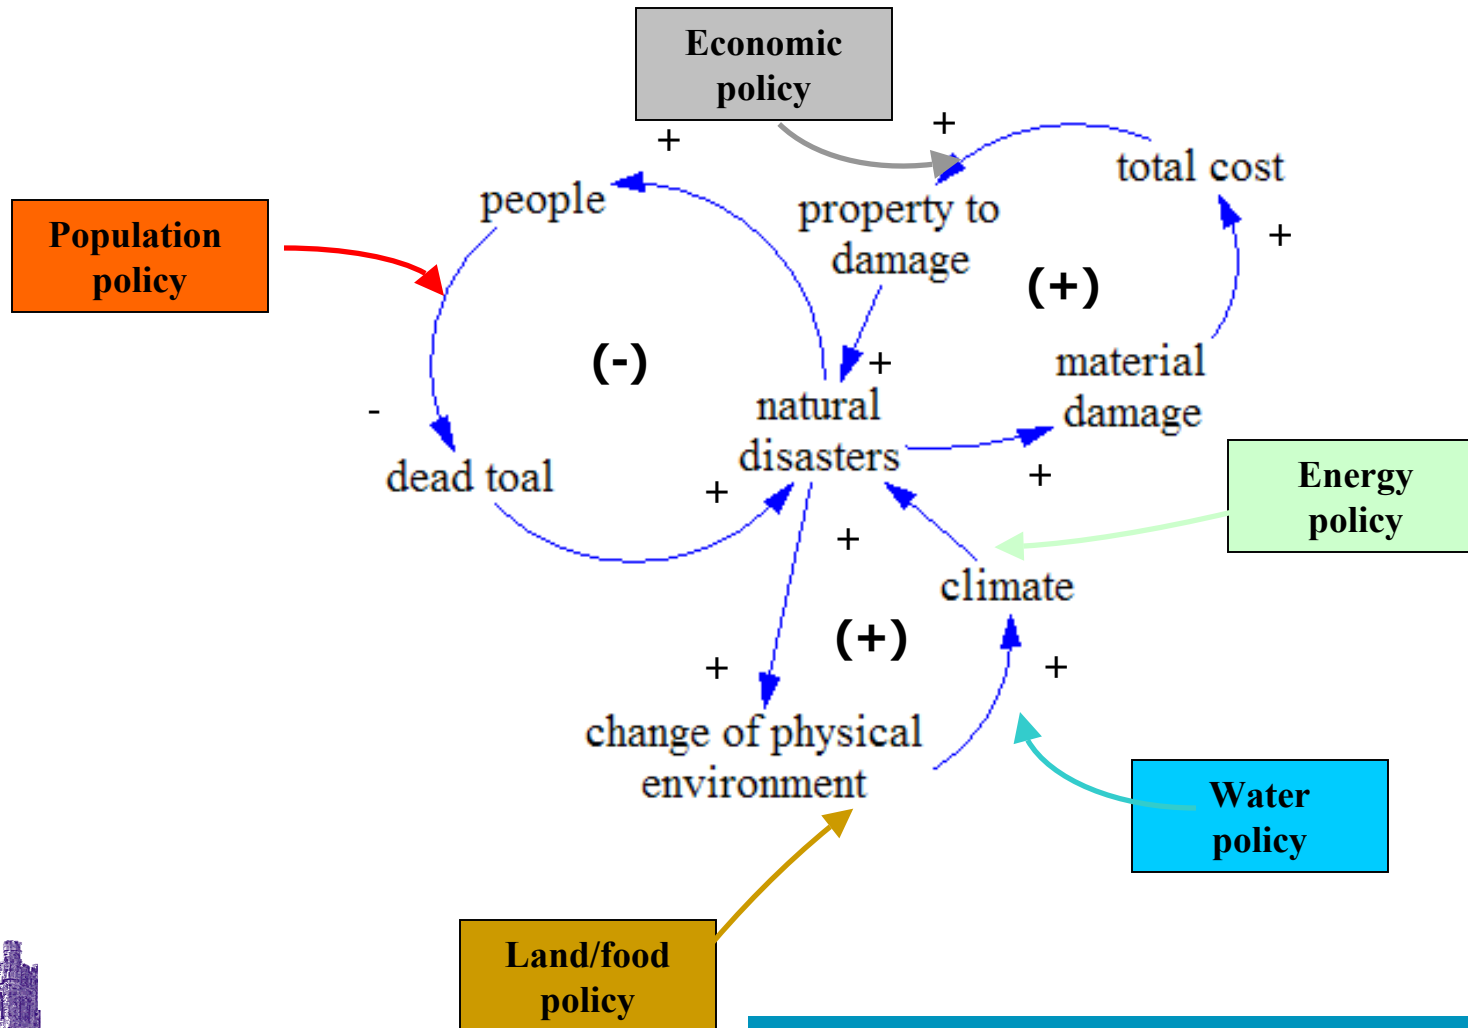 Economic
policy
+
+
total cost
people
property to
damage
Population
policy
+
(+)
(-)
+
material
damage
natural
disasters
-
dead toal
+
+
Energy
policy
+
climate
(+)
+
+
change of physical
environment
Water
policy
Land/food
policy